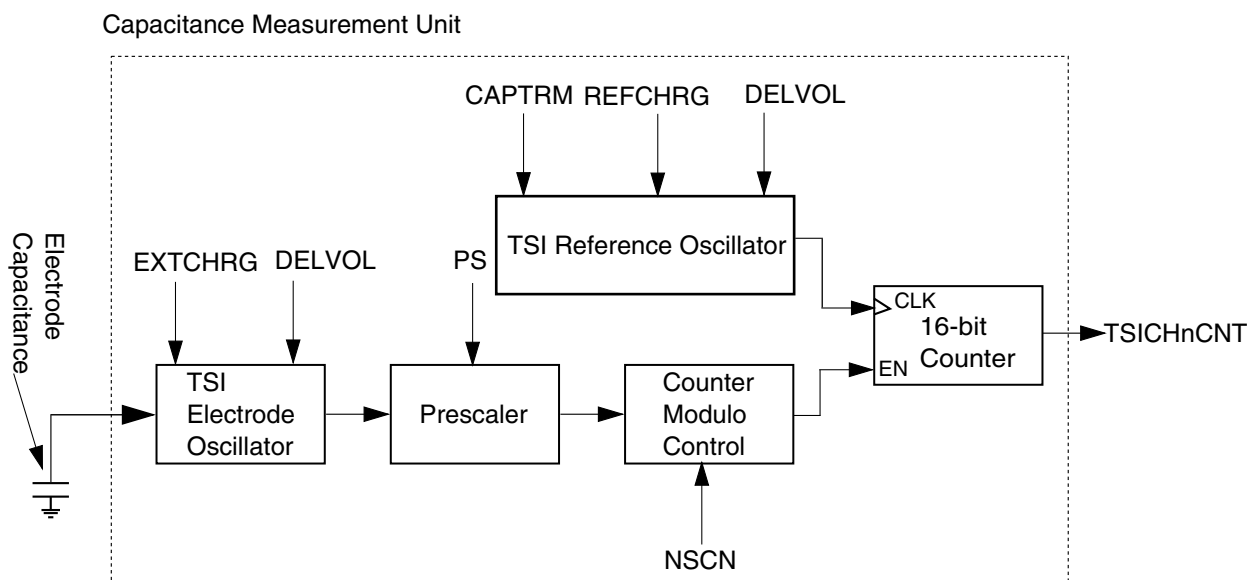 Capacitance Measurement Unit
CAPTRM
REFCHRG
DELVOL
TSI Reference Oscillator
Electrode
Capacitance
EXTCHRG
DELVOL
PS
CLK
16-bit
Counter
EN
TSICHnCNT
TSI
Electrode
Oscillator
Prescaler
Counter
Modulo
Control
NSCN